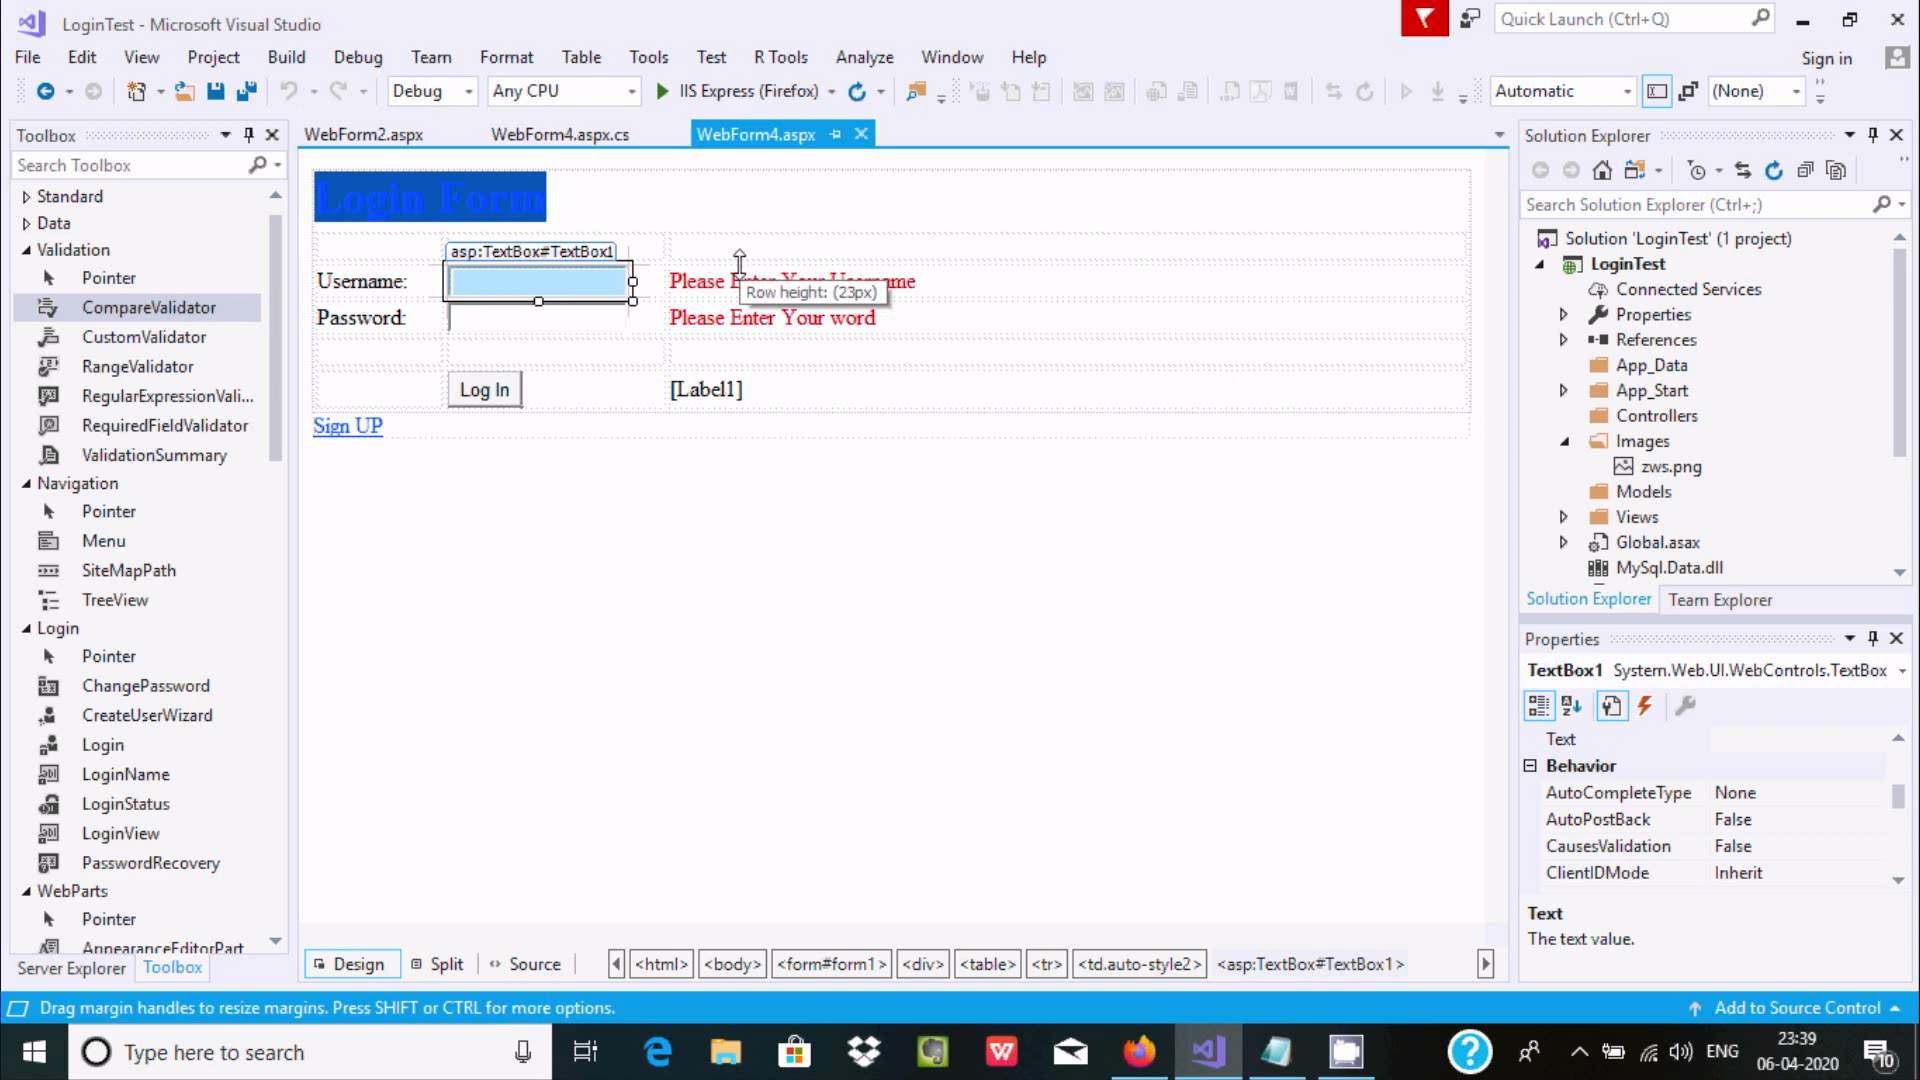 LoginTest - Microsoft Visual Studio
Quick Launch (Ctrl+Q)
File Edit View Project Build Debug Team Format Table Tools Test R Tools Analyze Window Help
Sign in
Debug Any CPU IIS Express (Firefox) Automatic (None)
Toolbox
Search Toolbox
Standard
Data
Validation
Pointer
CompareValidator
CustomValidator
RangeValidator
RegularExpressionVali...
RequiredFieldValidator
ValidationSummary
Navigation
Pointer
Menu
SiteMapPath
TreeView
Login
Pointer
ChangePassword
CreateUserWizard
Login
LoginName
LoginStatus
LoginView
PasswordRecovery
WebParts
Pointer
AppearanceEditorPart
Server Explorer Toolbox
WebForm2.aspx WebForm4.aspx.cs WebForm4.aspx
Login Form
asp:TextBox#TextBox1
Username: Please
Row height: (23px)
Password: Please Enter Your word
Log In [Label1]
Sign UP
Design Split Source <html> <body> <form#form1> <div> <table> <tr> <td.auto-style2> <asp:TextBox#TextBox1>
Solution Explorer
Search Solution Explorer (Ctrl+;)
Solution 'LoginTest' (1 project)
LoginTest
Connected Services
Properties
References
App_Data
App_Start
Controllers
Images
zws.png
Models
Views
Global.asax
MySql.Data.dll
Solution Explorer Team Explorer
Properties
TextBox1 System.Web.UI.WebControls.TextBox
Text
Behavior
AutoCompleteType None
AutoPostBack False
CausesValidation False
ClientIDMode Inherit
Text
The text value.
Drag margin handles to resize margins. Press SHIFT or CTRL for more options.
Add to Source Control
Type here to search
ENG
23:39
06-04-2020
10